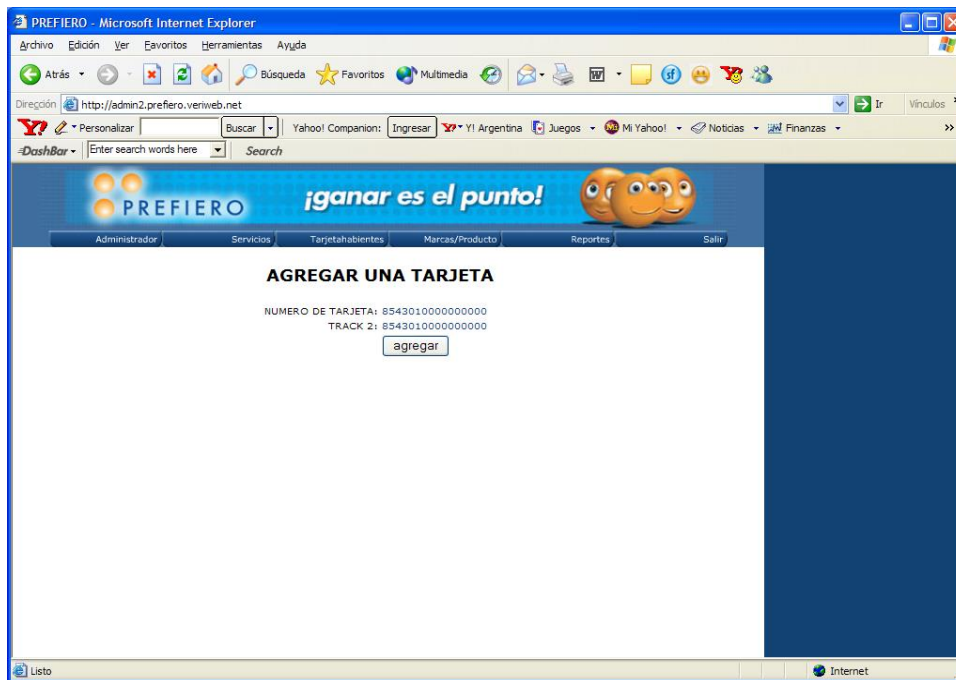 PREFIERO - Microsoft Internet Explorer
Archivo Edición Ver Favoritos Herramientas Ayuda
Atrás Búsqueda Favoritos Multimedia
Dirección http://admin2.prefiero.veriweb.net Ir Vínculos »
Y! Personalizar Buscar Yahoo! Companion: Ingresar Y! Y! Argentina Juegos Mi Yahoo! Noticias Finanzas »
DashBar Enter search words here Search
PREFIERO ¡ganar es el punto!
Administrador Servicios Tarjetahabientes Marcas/Producto Reportes Salir
AGREGAR UNA TARJETA
NUMERO DE TARJETA: 8543010000000000
TRACK 2: 8543010000000000
agregar
Listo Internet